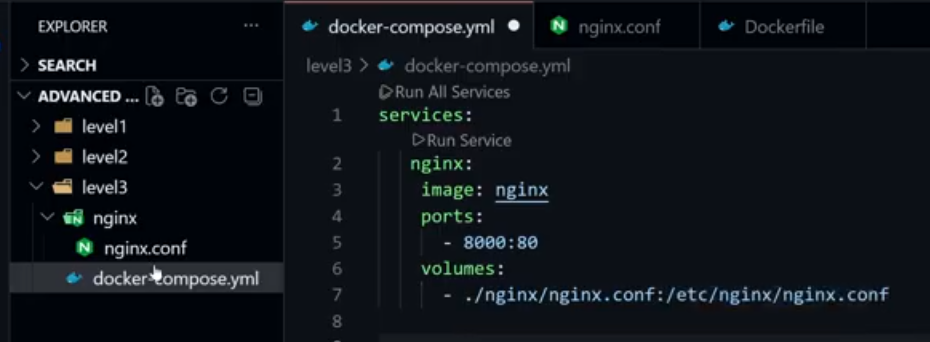 EXPLORER
SEARCH
ADVANCED ...
level1
level2
level3
nginx
nginx.conf
docker-compose.yml
docker-compose.yml
nginx.conf
Dockerfile
level3 > docker-compose.yml
Run All Services
1 services:
Run Service
2 nginx:
3 image: nginx
4 ports:
5 - 8000:80
6 volumes:
7 - ./nginx/nginx.conf:/etc/nginx/nginx.conf
8